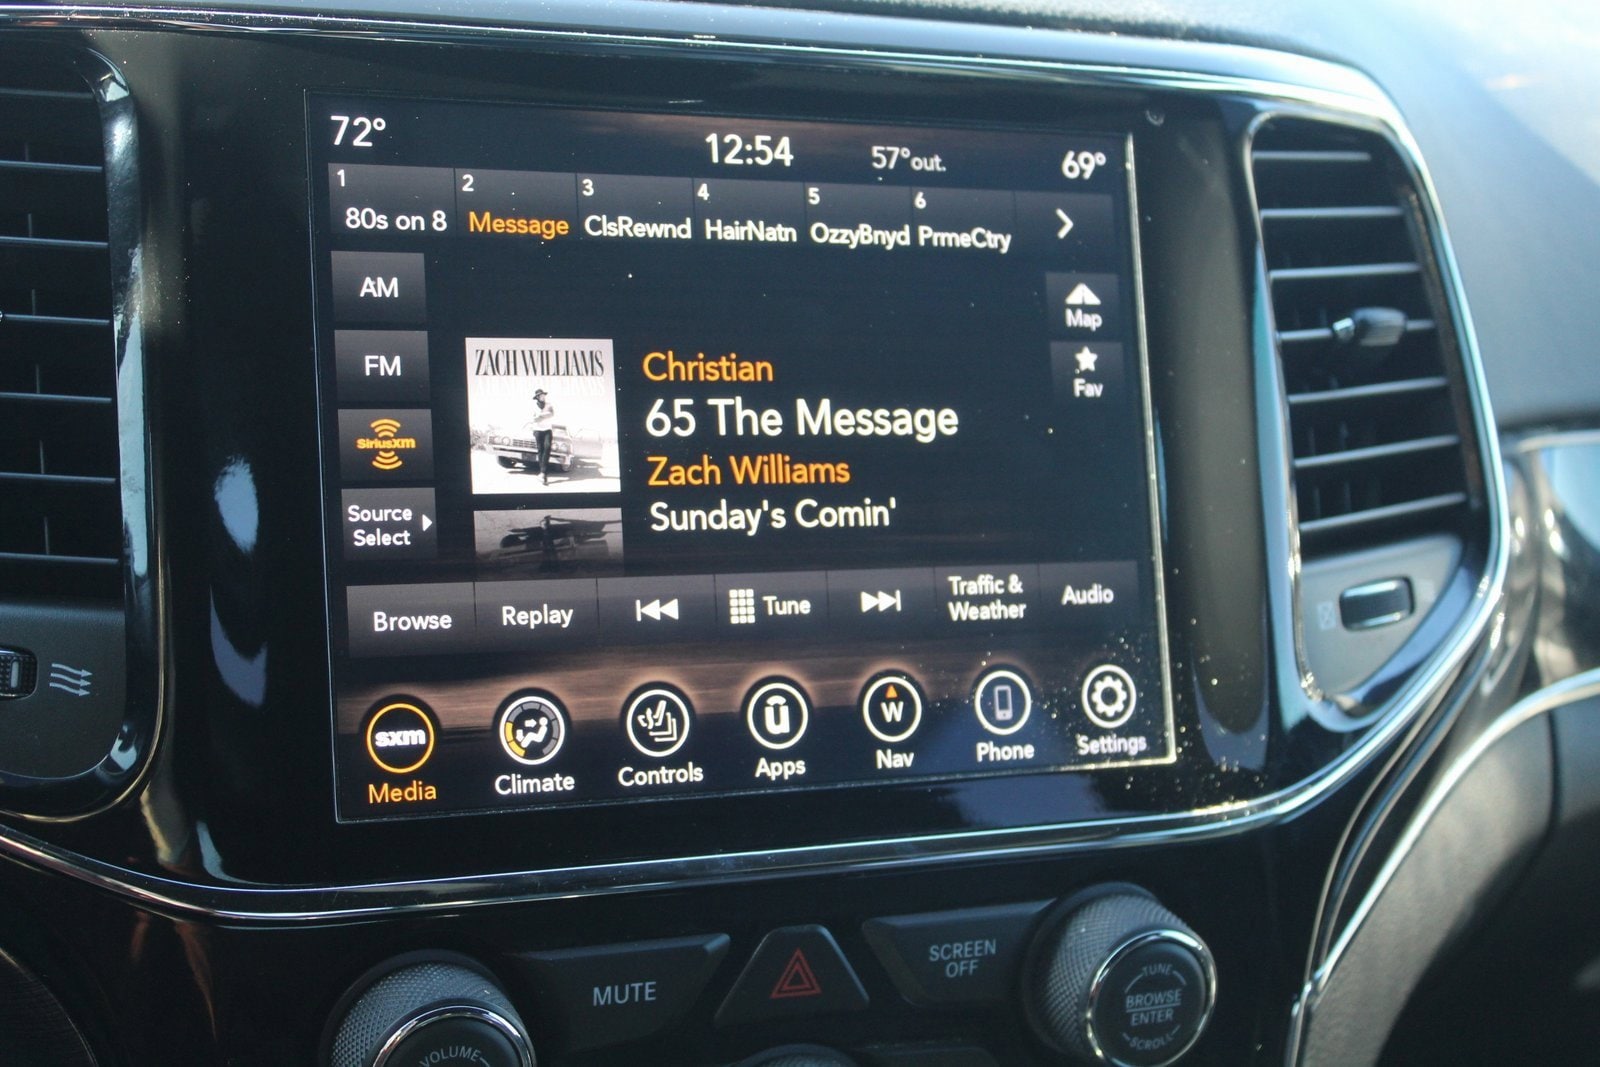 72°
12:54
57°out.
69°
1
2
3
4
5
6
80s on 8
Message
ClsRewnd
HairNatn
OzzyBnyd
PrmeCtry
AM
FM
SiriusXM
Source
Select
Map
Fav
ZACH WILLIAMS
Christian
65 The Message
Zach Williams
Sunday's Comin'
Browse
Replay
Tune
Traffic &
Weather
Audio
sxm
Media
Climate
Controls
û
Apps
W
Nav
Phone
Settings
VOLUME
MUTE
SCREEN
OFF
TUNE
BROWSE
ENTER
SCROLL